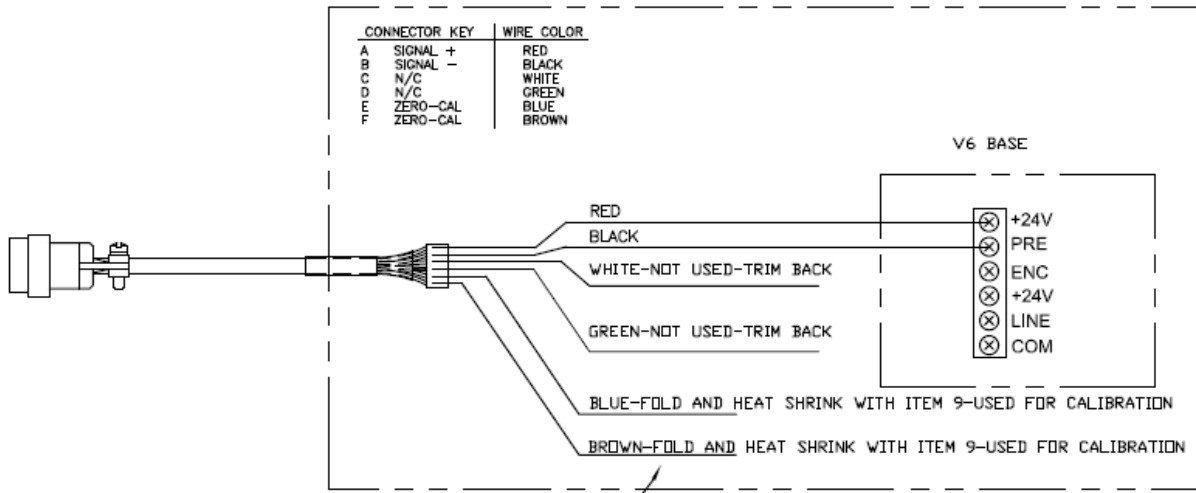 CONNECTOR KEY WIRE COLOR
A SIGNAL + RED
B SIGNAL - BLACK
C N/C WHITE
D N/C GREEN
E ZERO-CAL BLUE
F ZERO-CAL BROWN
V6 BASE
RED
+24V
BLACK
PRE
WHITE-NOT USED-TRIM BACK
ENC
+24V
LINE
GREEN-NOT USED-TRIM BACK
COM
BLUE-FOLD AND HEAT SHRINK WITH ITEM 9-USED FOR CALIBRATION
BROWN-FOLD AND HEAT SHRINK WITH ITEM 9-USED FOR CALIBRATION